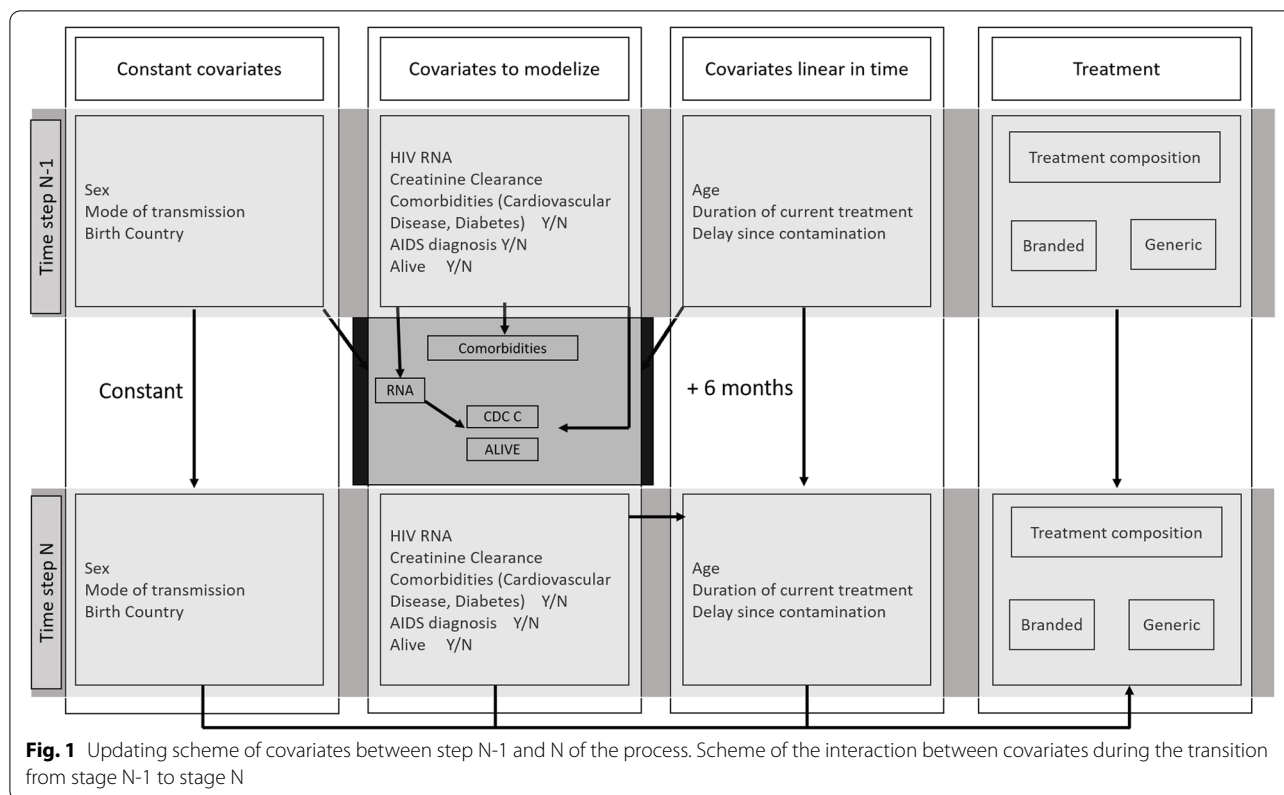 Constant covariates
Covariates to modelize
Covariates linear in time
Treatment
Time step N-1
Sex
Mode of transmission
Birth Country
HIV RNA
Creatinine Clearance
Comorbidities (Cardiovascular
Disease, Diabetes) Y/N
AIDS diagnosis Y/N
Alive Y/N
Age
Duration of current treatment
Delay since contamination
Treatment composition
Branded
Generic
Constant
Comorbidities
RNA
CDC C
ALIVE
+ 6 months
Time step N
Sex
Mode of transmission
Birth Country
HIV RNA
Creatinine Clearance
Comorbidities (Cardiovascular
Disease, Diabetes) Y/N
AIDS diagnosis Y/N
Alive Y/N
Age
Duration of current treatment
Delay since contamination
Treatment composition
Branded
Generic
Fig. 1 Updating scheme of covariates between step N-1 and N of the process. Scheme of the interaction between covariates during the transition
from stage N-1 to stage N